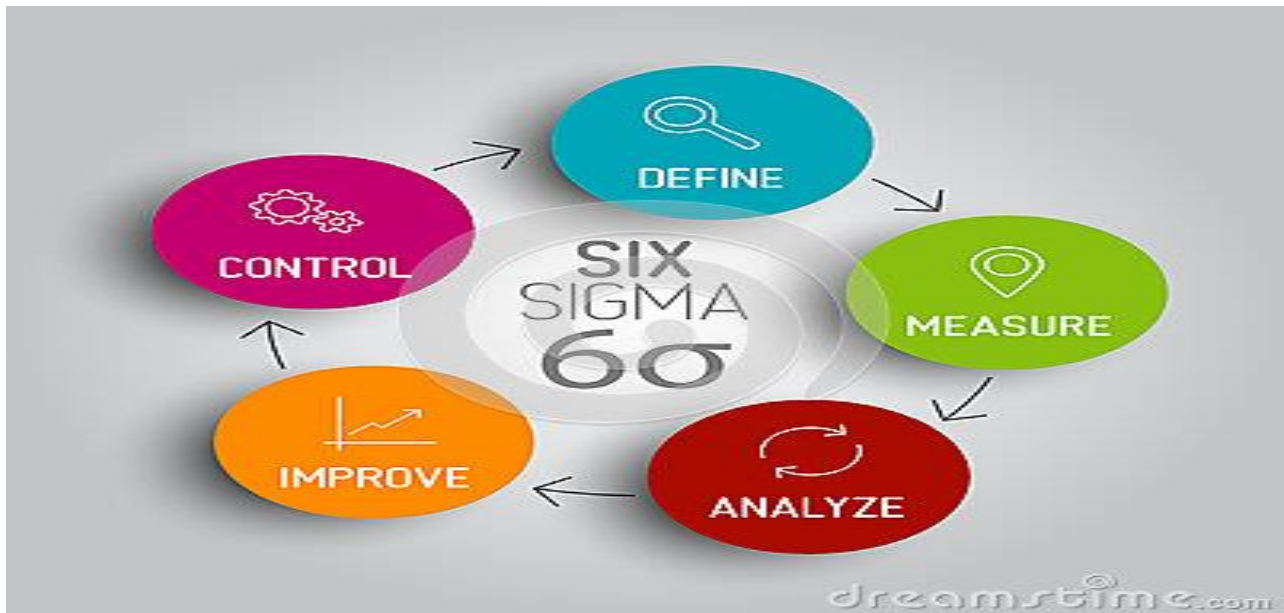 DEFINE
CONTROL
SIX
SIGMA
6σ
MEASURE
IMPROVE
ANALYZE
dreamstime.com